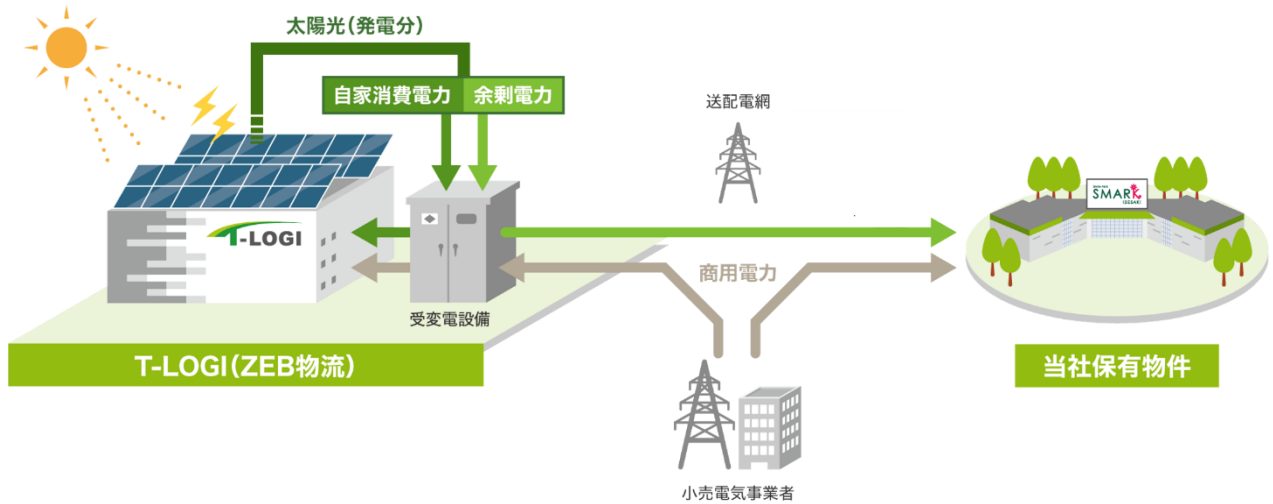 太陽光(発電分)
自家消費電力 余剰電力
送配電網
SMARK
ISESAKI
T-LOGI
商用電力
受変電設備
T-LOGI(ZEB物流)
当社保有物件
小売電気事業者